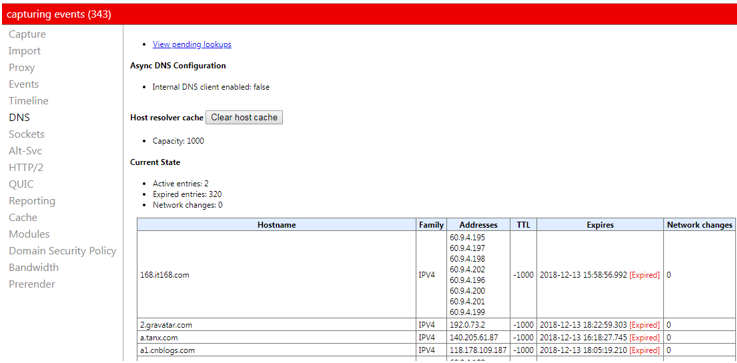 capturing events (343)
Capture
Import
Proxy
Events
Timeline
DNS
Sockets
Alt-Svc
HTTP/2
QUIC
Reporting
Cache
Modules
Domain Security Policy
Bandwidth
Prerender
View pending lookups
Async DNS Configuration
Internal DNS client enabled: false
Host resolver cache Clear host cache
Capacity: 1000
Current State
Active entries: 2
Expired entries: 320
Network changes: 0
Hostname Family Addresses TTL Expires Network changes
60.9.4.195
60.9.4.197
60.9.4.198
60.9.4.202
168.it168.com IPV4 60.9.4.196 -1000 2018-12-13 15:58:56.992 [Expired] 0
60.9.4.200
60.9.4.201
60.9.4.199
2.gravatar.com IPV4 192.0.73.2 -1000 2018-12-13 18:22:59.303 [Expired] 0
a.tanx.com IPV4 140.205.61.87 -1000 2018-12-13 16:18:27.745 [Expired] 0
a1.cnblogs.com IPV4 118.178.109.187 -1000 2018-12-13 18:05:19.210 [Expired] 0